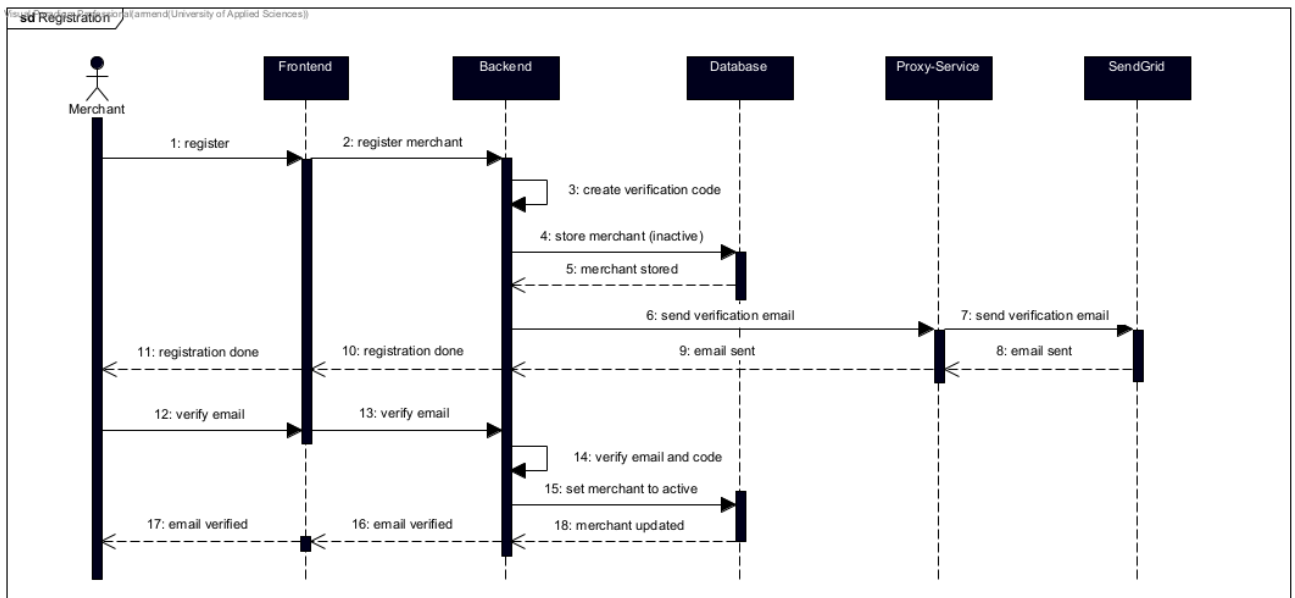 sd Registration
Merchant
Frontend
Backend
Database
Proxy-Service
SendGrid
1: register
2: register merchant
3: create verification code
4: store merchant (inactive)
5: merchant stored
6: send verification email
7: send verification email
11: registration done
10: registration done
9: email sent
8: email sent
12: verify email
13: verify email
14: verify email and code
15: set merchant to active
17: email verified
16: email verified
18: merchant updated